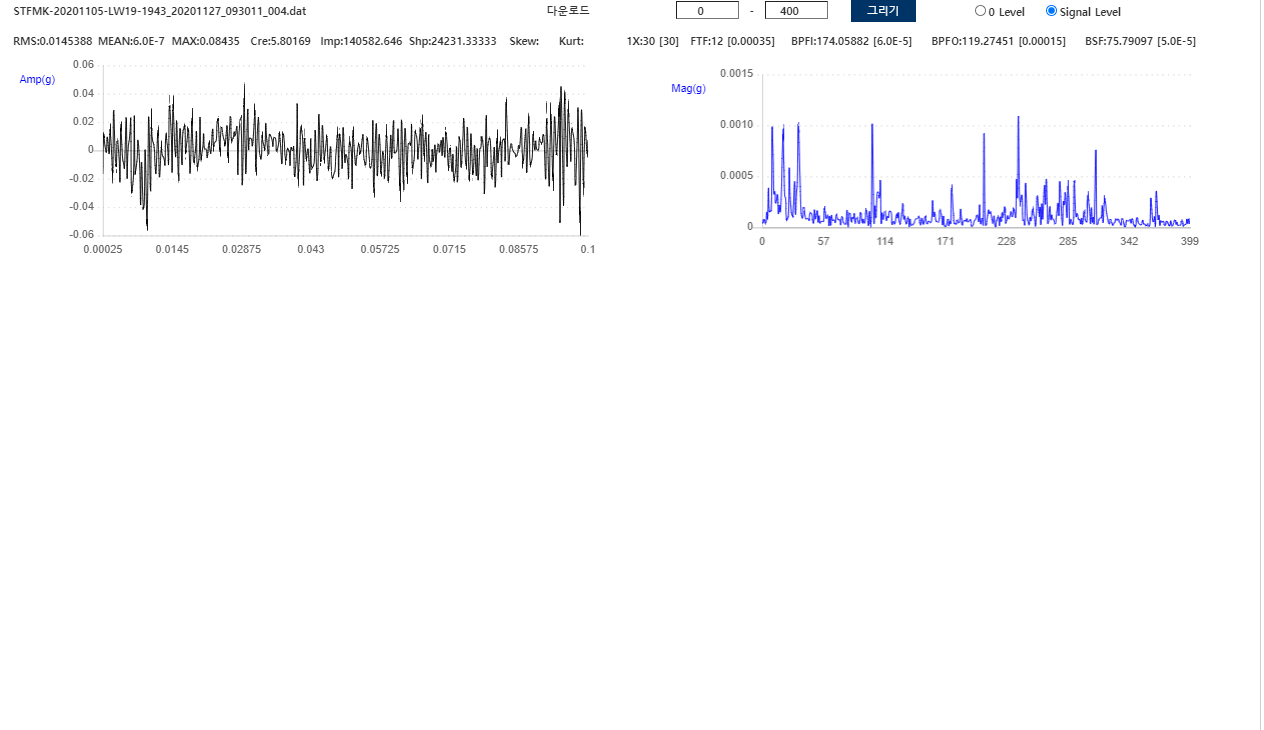 STFMK-20201105-LW19-1943_20201127_093011_004.dat 다운로드 0 - 400 그리기 0 Level Signal Level
RMS:0.0145388 MEAN:6.0E-7 MAX:0.08435 Cre:5.80169 Imp:140582.646 Shp:24231.33333 Skew: Kurt: 1X:30 [30] FTF:12 [0.00035] BPFI:174.05882 [6.0E-5] BPFO:119.27451 [0.00015] BSF:75.79097 [5.0E-5]
Amp(g)
0.06
0.04
0.02
0
-0.02
-0.04
-0.06
0.00025 0.0145 0.02875 0.043 0.05725 0.0715 0.08575 0.1
Mag(g)
0.0015
0.0010
0.0005
0
0 57 114 171 228 285 342 399